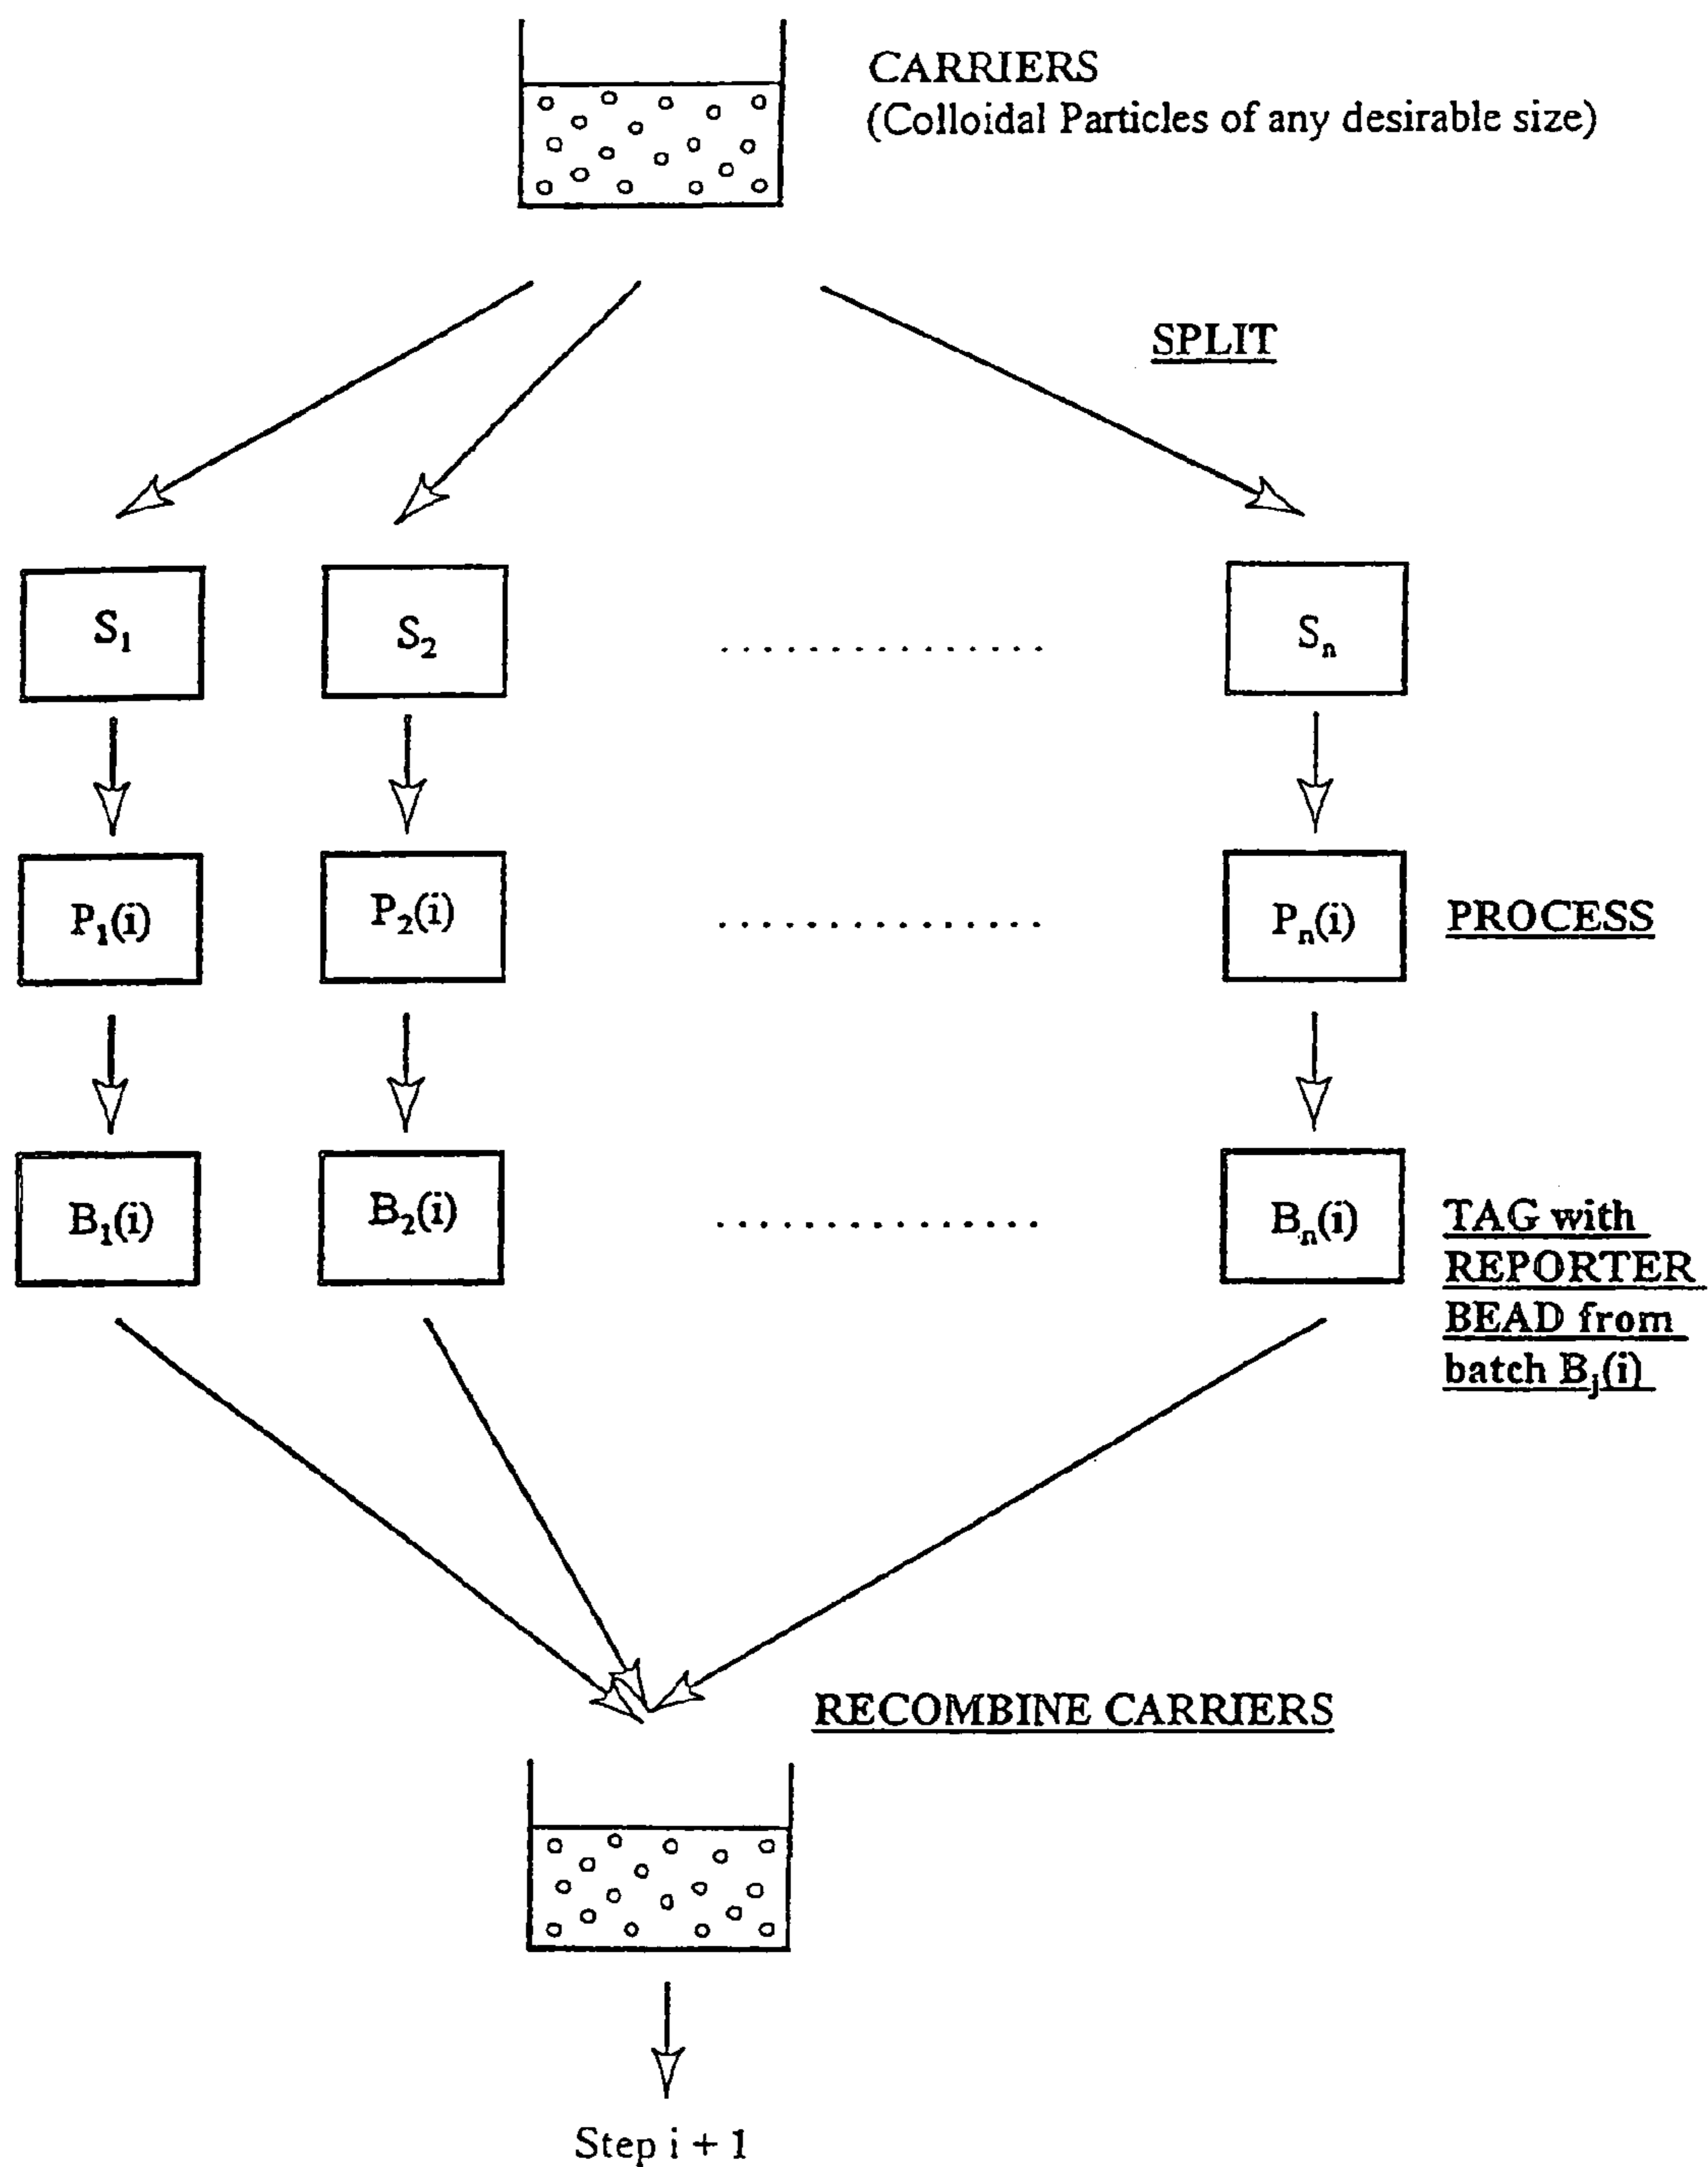 CARRIERS
(Colloidal Particles of any desirable size)
SPLIT
S₁ S₂ .............. Sₙ
P₁(i) P₂(i) .............. Pₙ(i) PROCESS
B₁(i) B₂(i) .............. Bₙ(i)
TAG with
REPORTER
BEAD from
batch Bⱼ(i)
RECOMBINE CARRIERS
Step i + 1